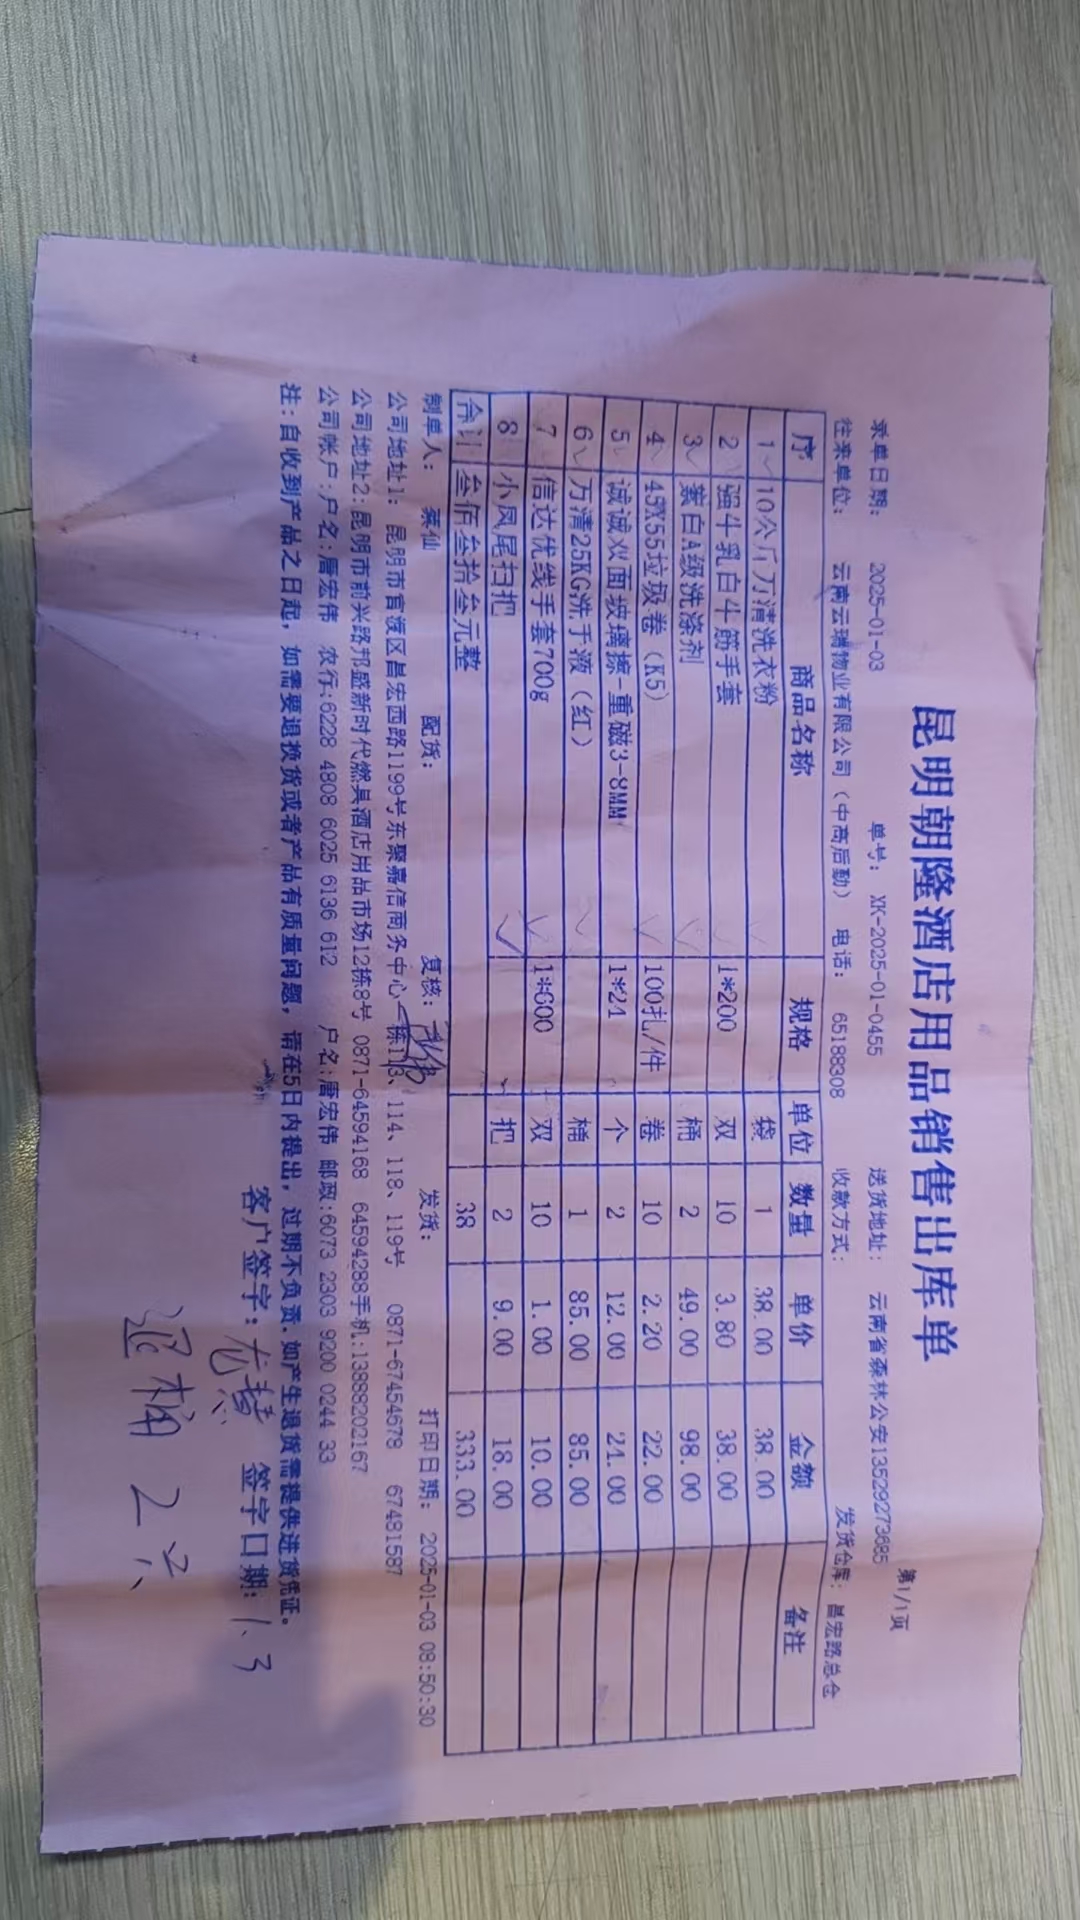 昆明朝隆酒店用品销售出库单
第1/1页
录单日期： 2025-01-03 单号： XK-2025-01-0455 送货地址： 云南省森林公安13529273685
往来单位： 云南云瑞物业有限公司（中高后勤） 电话： 65188308 收款方式： 发货仓库： 昌宏路总仓
序 商品名称 规格 单位 数量 单价 金额 备注
1 10公斤万清洗衣粉 袋 1 38.00 38.00
2 强牛乳白牛筋手套 1*200 双 10 3.80 38.00
3 蓝白A级洗涤剂 桶 2 49.00 98.00
4 45X55垃圾卷（K5） 100扎/件 卷 10 2.20 22.00
5 诚诚双面玻璃擦-重磁3-8MM 1*24 个 2 12.00 24.00
6 万清25KG洗手液（红） 桶 1 85.00 85.00
7 信达优线手套700g 1*600 双 10 1.00 10.00
8 小凤尾扫把 把 2 9.00 18.00
合计 叁佰叁拾叁元整 38 333.00
制单人： 蔡仙 配货： 复核： 发货： 打印日期： 2025-01-03 08:50:30
公司地址1： 昆明市官渡区昌宏西路1199号东聚嘉信商务中心一栋113、114、118、119号 0871-67454678 67481587
公司地址2:昆明市前兴路邦盛新时代燃具酒店用品市场12栋8号 0871-64594168 64594288手机:13888202167
公司帐户:户名:唐宏伟 农行:6228 4808 6025 6136 612 户名:唐宏伟 邮政:6073 2303 9200 0244 33
注：自收到产品之日起，如需要退换货或者产品有质量问题，请在5日内提出，过期不负责.如产生退货需提供进货凭证。
客户签字： 签字日期: 1.3
退桶 2个